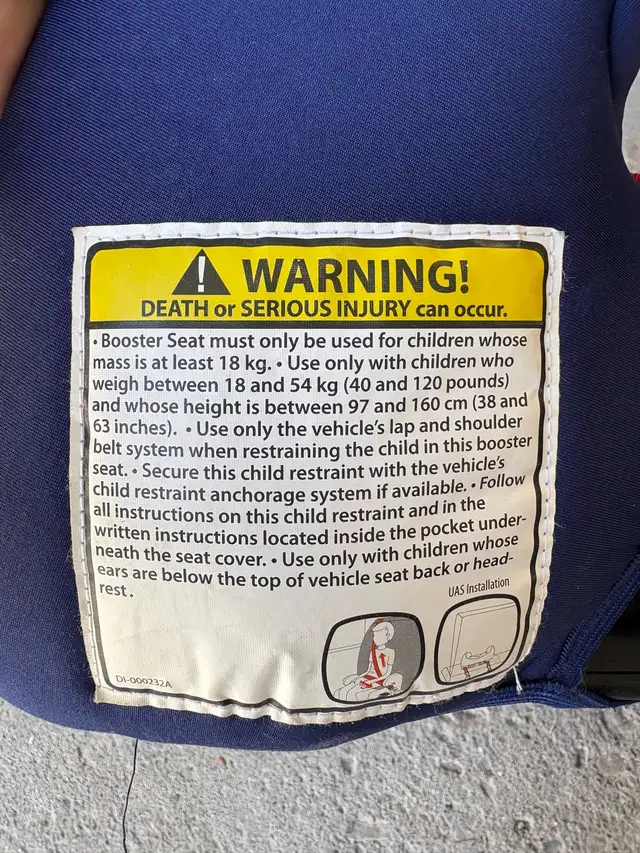 ! WARNING!
DEATH or SERIOUS INJURY can occur.
• Booster Seat must only be used for children whose
mass is at least 18 kg. • Use only with children who
weigh between 18 and 54 kg (40 and 120 pounds)
and whose height is between 97 and 160 cm (38 and
63 inches). • Use only the vehicle's lap and shoulder
belt system when restraining the child in this booster
seat. • Secure this child restraint with the vehicle's
child restraint anchorage system if available. • Follow
all instructions on this child restraint and in the
written instructions located inside the pocket under-
neath the seat cover. • Use only with children whose
ears are below the top of vehicle seat back or head-
rest.
UAS Installation
DI-000232A